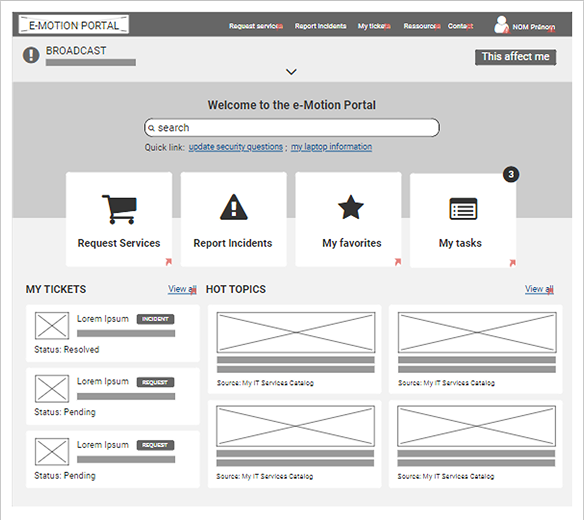 E-MOTION PORTAL
Request services Report Incidents My tickets Ressources Contact NOM Prénom
BROADCAST
This affect me
Welcome to the e-Motion Portal
search
Quick link: update security questions ; my laptop information
3
Request Services Report Incidents My favorites My tasks
MY TICKETS View all HOT TOPICS View all
Lorem Ipsum INCIDENT
Status: Resolved
Source: My IT Services Catalog Source: My IT Services Catalog
Lorem Ipsum REQUEST
Status: Pending
Lorem Ipsum REQUEST
Status: Pending
Source: My IT Services Catalog Source: My IT Services Catalog